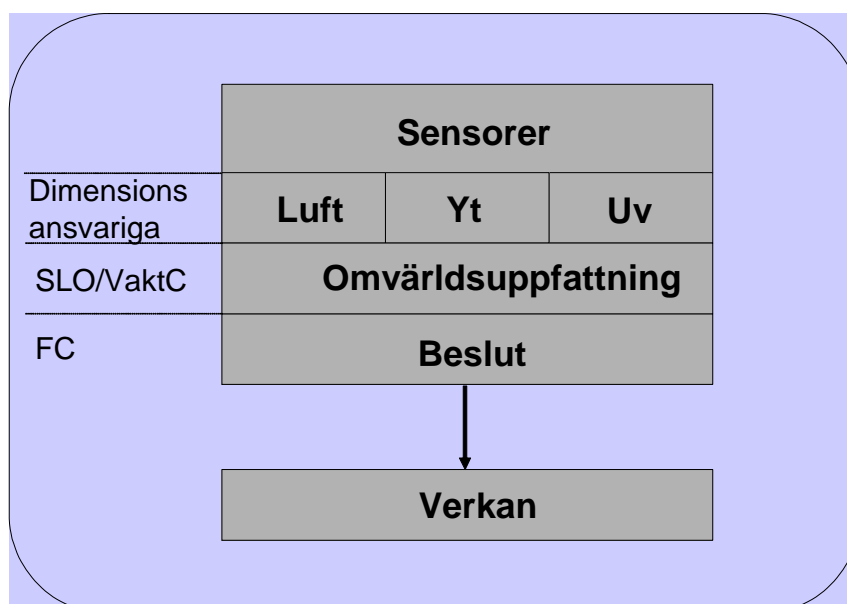 Sensorer
Dimensions
ansvariga
Luft
Yt
Uv
SLO/VaktC
Omvärldsuppfattning
FC
Beslut
Verkan